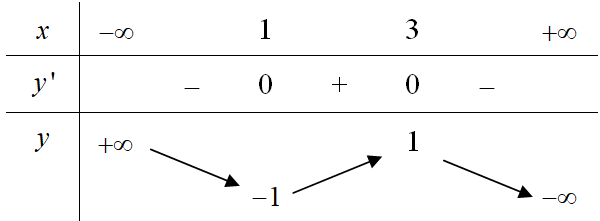 x −∞ 1 3 +∞
y' − 0 + 0 −
y +∞ 1
−1 −∞